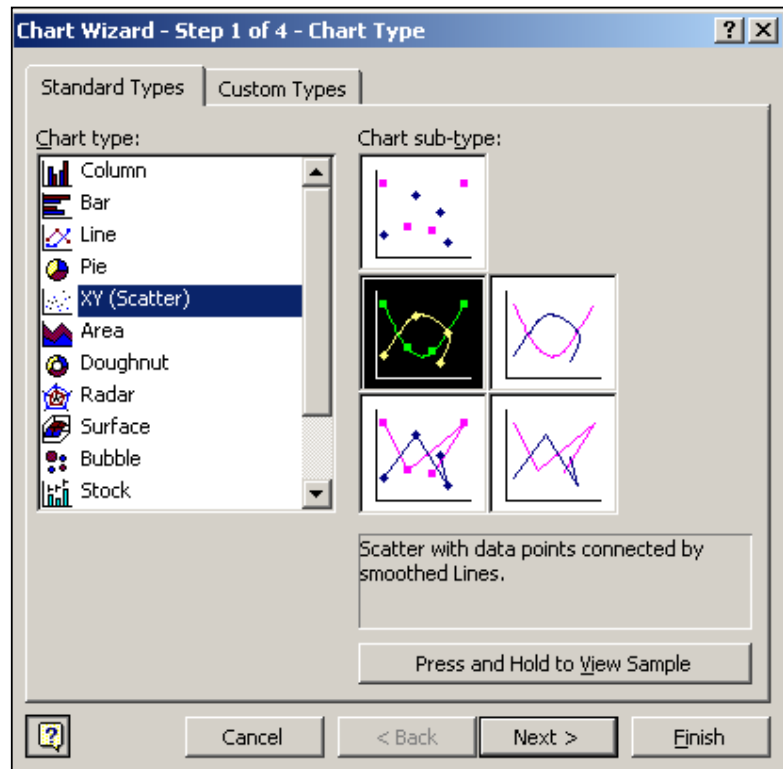 Chart Wizard - Step 1 of 4 - Chart Type
Standard Types
Custom Types
Chart type:
Column
Bar
Line
Pie
XY (Scatter)
Area
Doughnut
Radar
Surface
Bubble
Stock
Chart sub-type:
Scatter with data points connected by
smoothed Lines.
Press and Hold to View Sample
Cancel
< Back
Next >
Finish